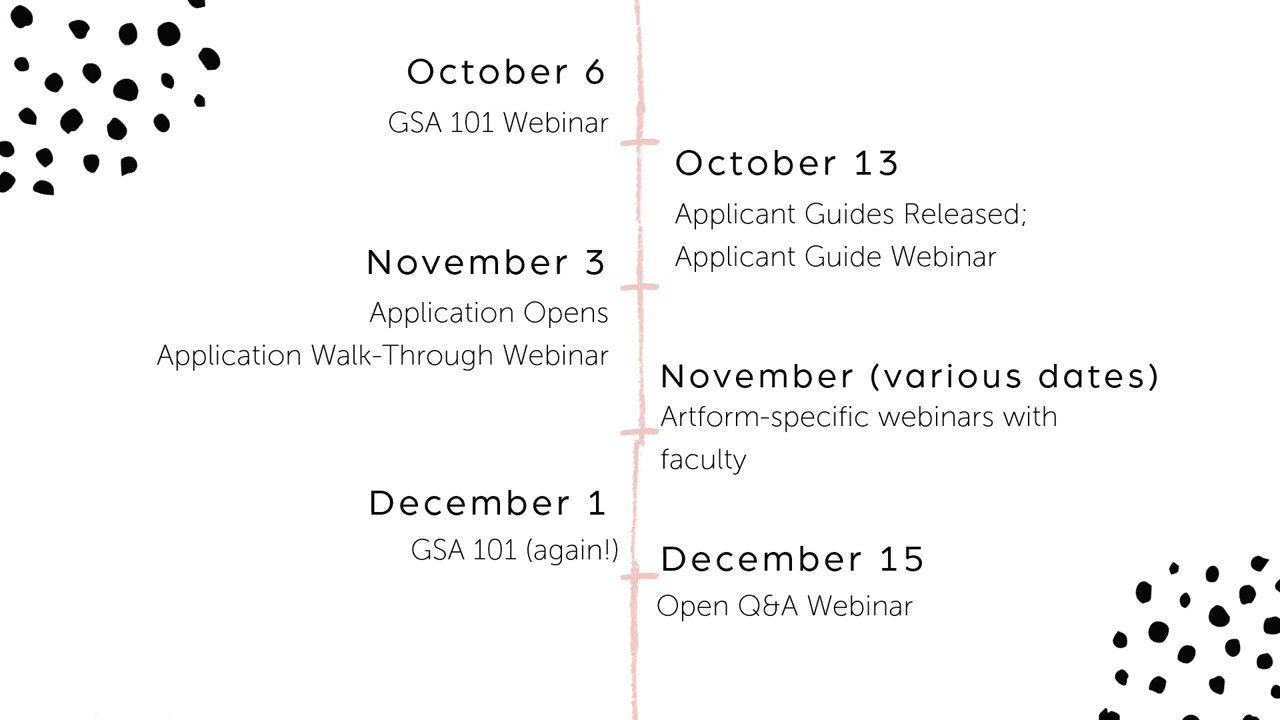 October 6
GSA 101 Webinar
October 13
Applicant Guides Released;
Applicant Guide Webinar
November 3
Application Opens
Application Walk-Through Webinar
November (various dates)
Artform-specific webinars with
faculty
December 1
GSA 101 (again!)
December 15
Open Q&A Webinar